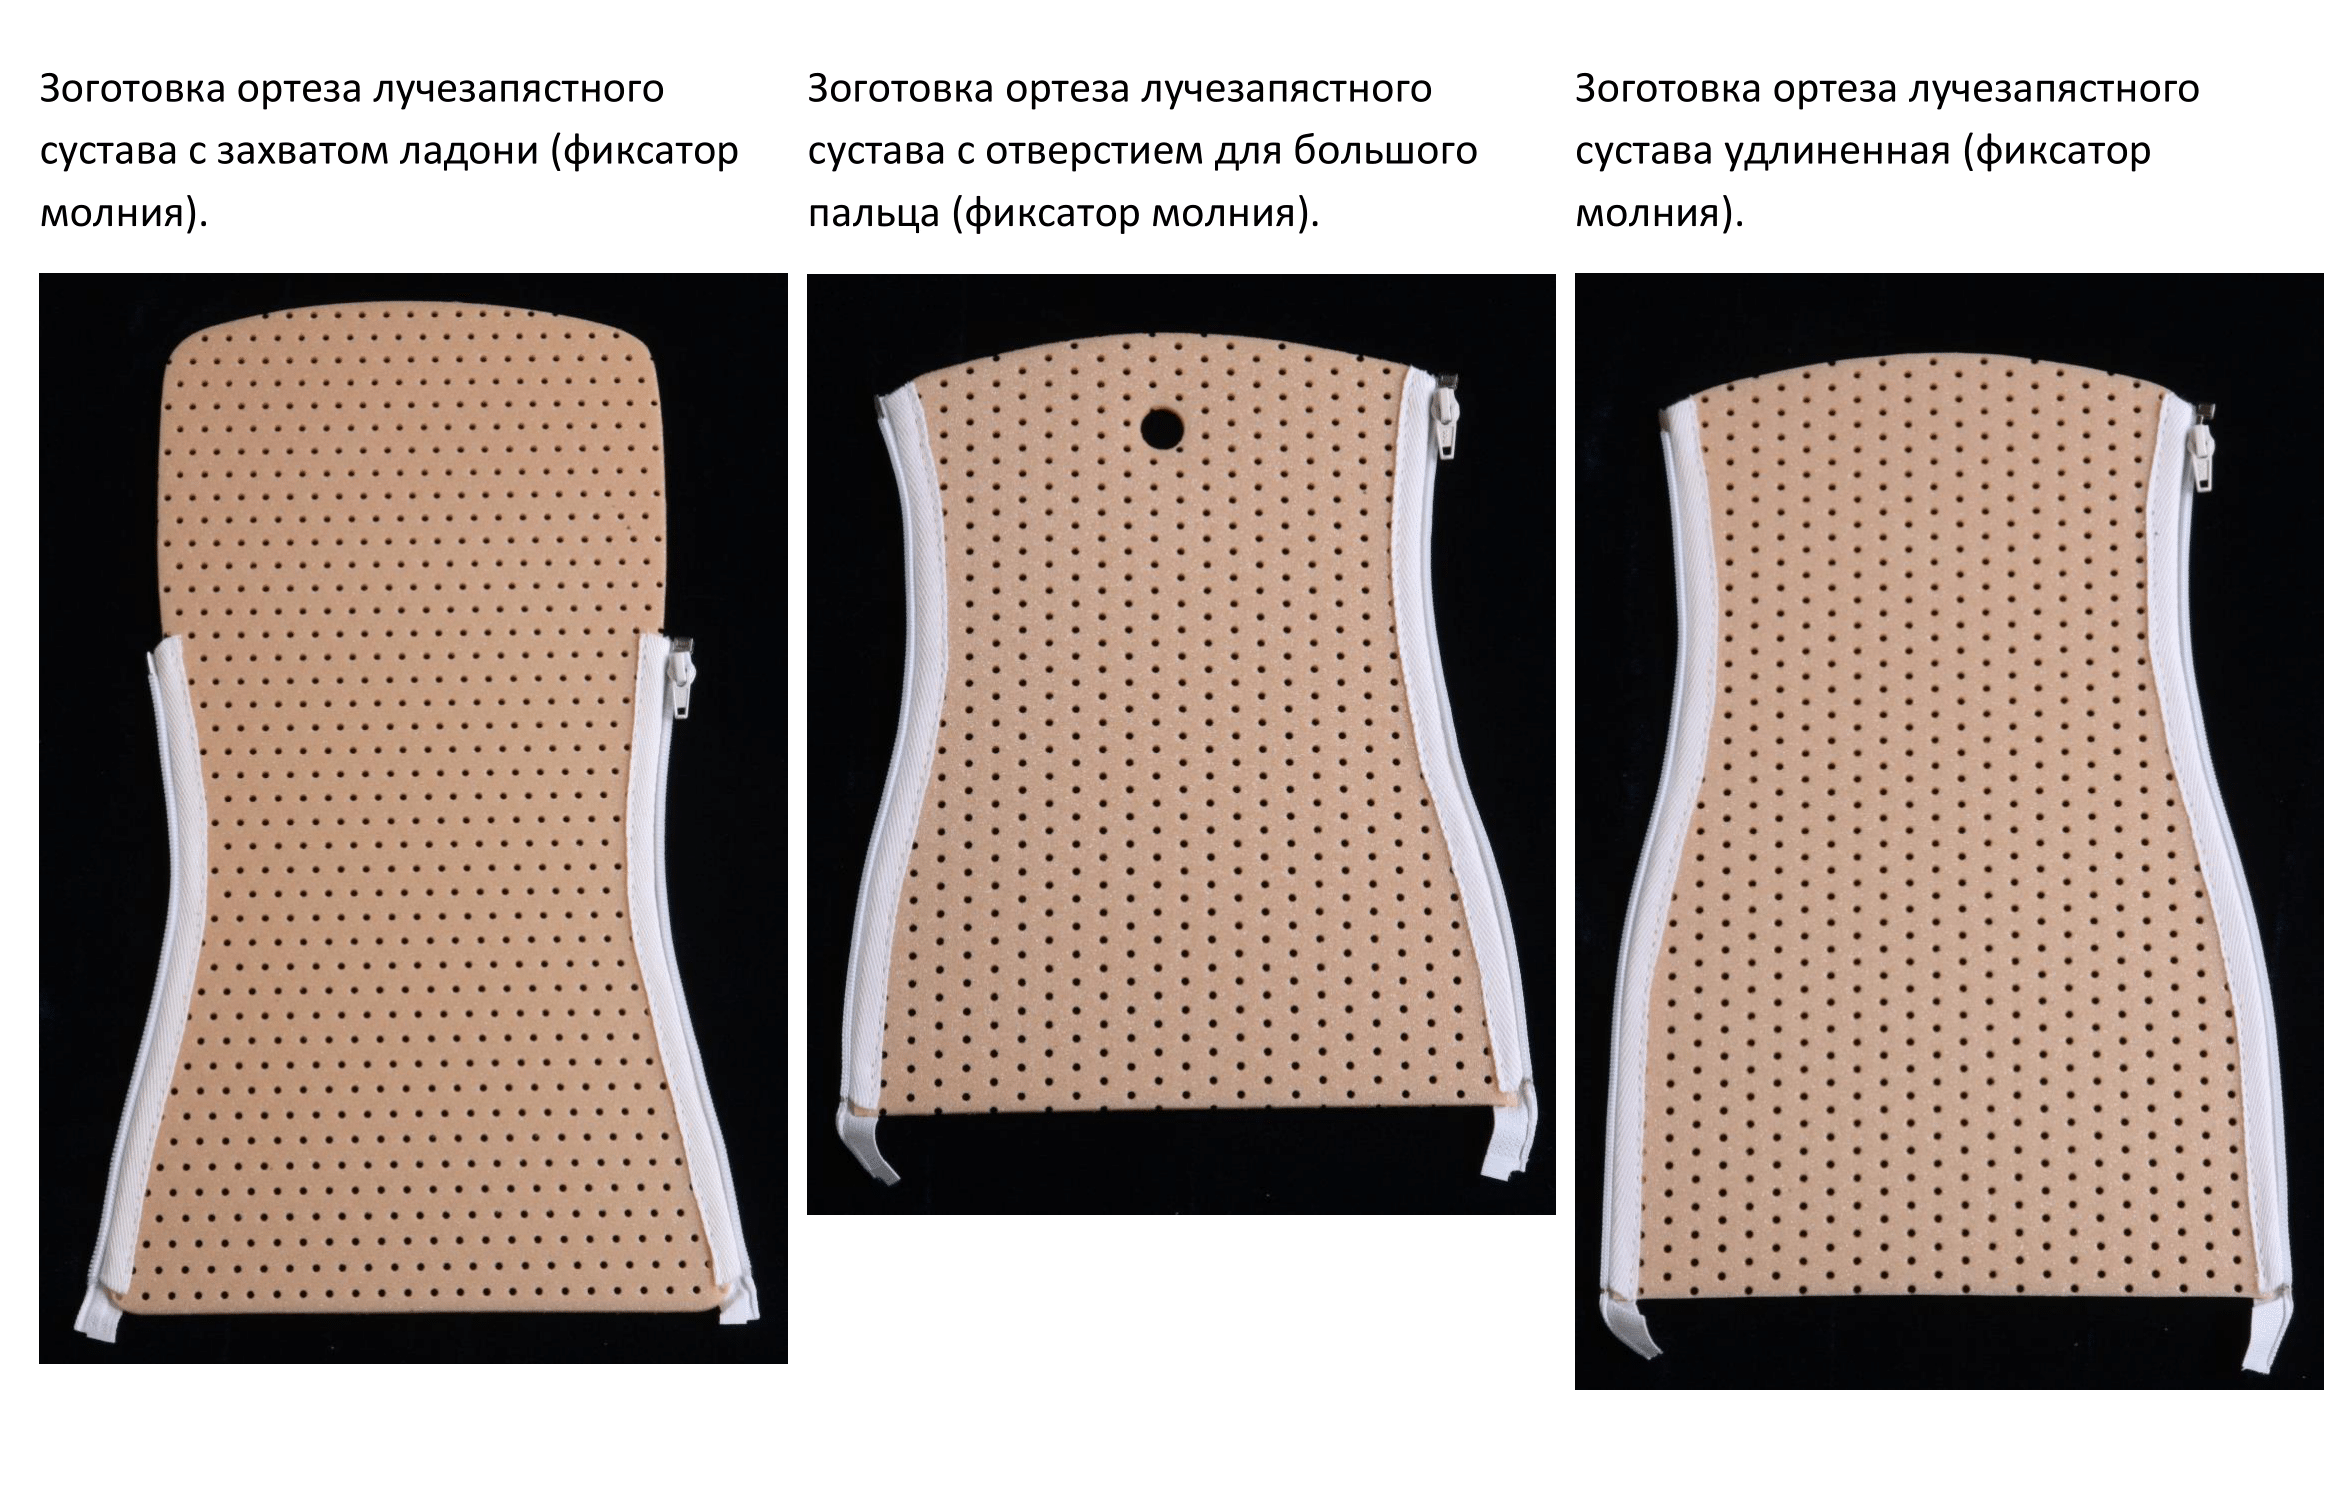 Зоготовка ортеза лучезапястного
сустава с захватом ладони (фиксатор
молния).
Зоготовка ортеза лучезапястного
сустава с отверстием для большого
пальца (фиксатор молния).
Зоготовка ортеза лучезапястного
сустава удлиненная (фиксатор
молния).